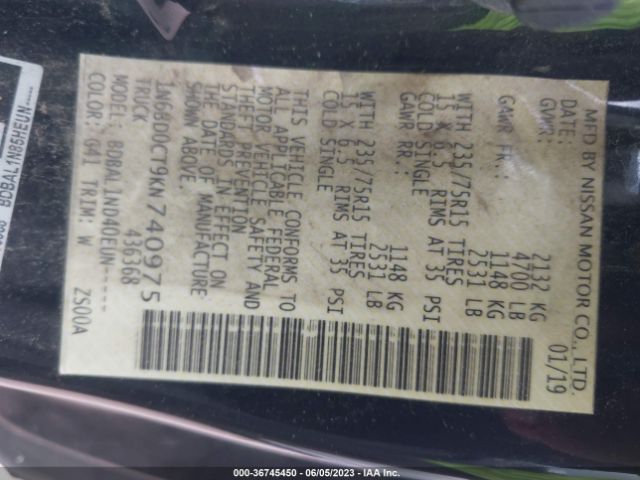 MFD BY NISSAN MOTOR CO., LTD.
DATE: 01/19
GVWR: 2132 KG
4700 LB
GAWR FR.: 1148 KG
2531 LB
WITH 235/75R15 TIRES
15 X 6.5 RIMS AT 35 PSI
COLD SINGLE
GAWR RR.: 1148 KG
2531 LB
WITH 235/75R15 TIRES
15 X 6.5 RIMS AT 35 PSI
COLD SINGLE
THIS VEHICLE CONFORMS TO
ALL APPLICABLE FEDERAL
MOTOR VEHICLE SAFETY AND
THEFT PREVENTION
STANDARDS IN EFFECT ON
THE DATE OF MANUFACTURE
SHOWN ABOVE.
1N6BD0CT9KN740975
TRUCK 436368
MODEL: BDBALIND40EUN-----
COLOR: G41 TRIM: W 2S00A
BDBAL1N85HEUN-----
000-36745450 | 06/05/2023 | IAA Inc.